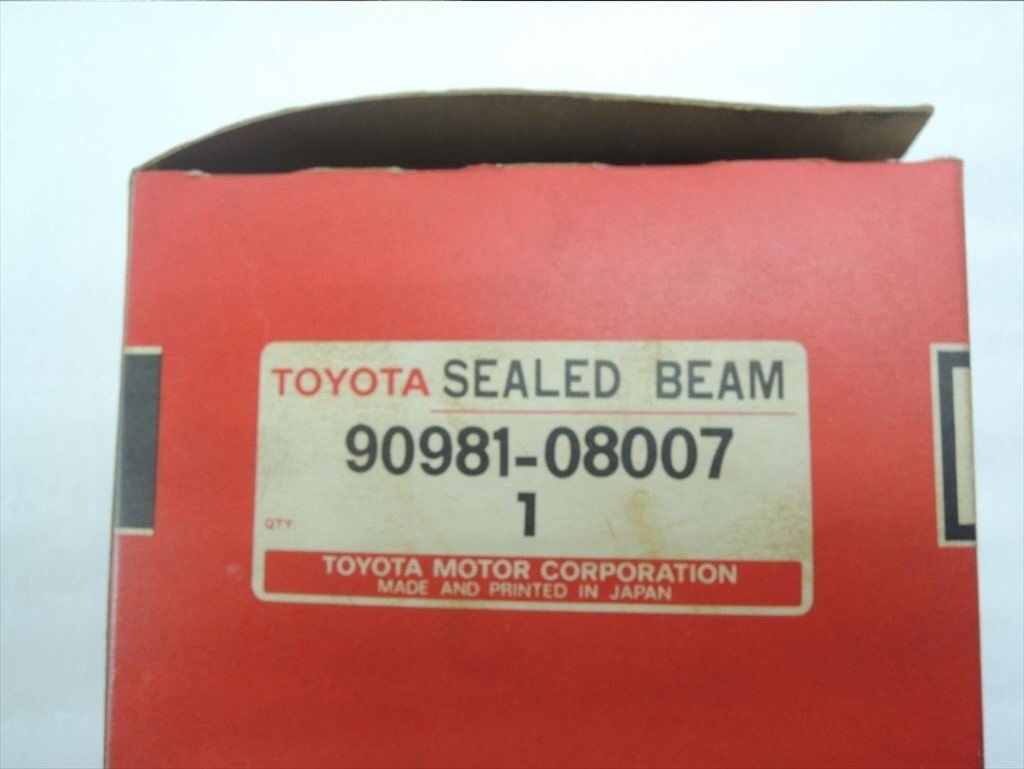 TOYOTA SEALED BEAM
90981-08007
1
QTY:
TOYOTA MOTOR CORPORATION
MADE AND PRINTED IN JAPAN